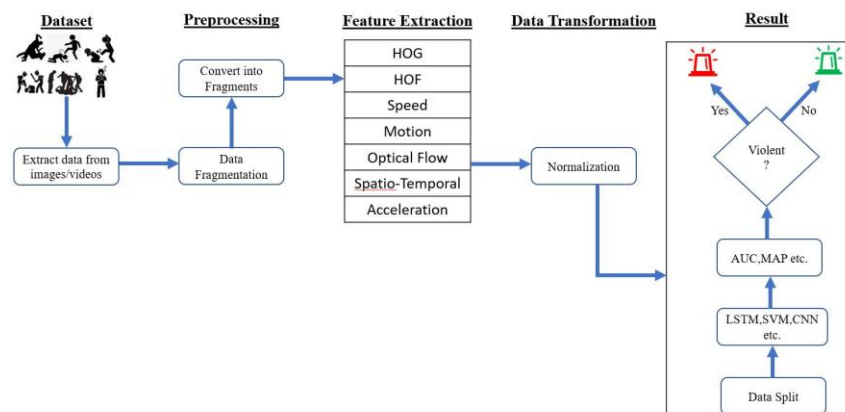 Dataset
Preprocessing
Feature Extraction
Data Transformation
Result
Extract data from
images/videos
Convert into
Fragments
Data
Fragmentation
HOG
HOF
Speed
Motion
Optical Flow
Spatio-Temporal
Acceleration
Normalization
Yes
No
Violent
?
AUC,MAP etc.
LSTM,SVM,CNN
etc.
Data Split